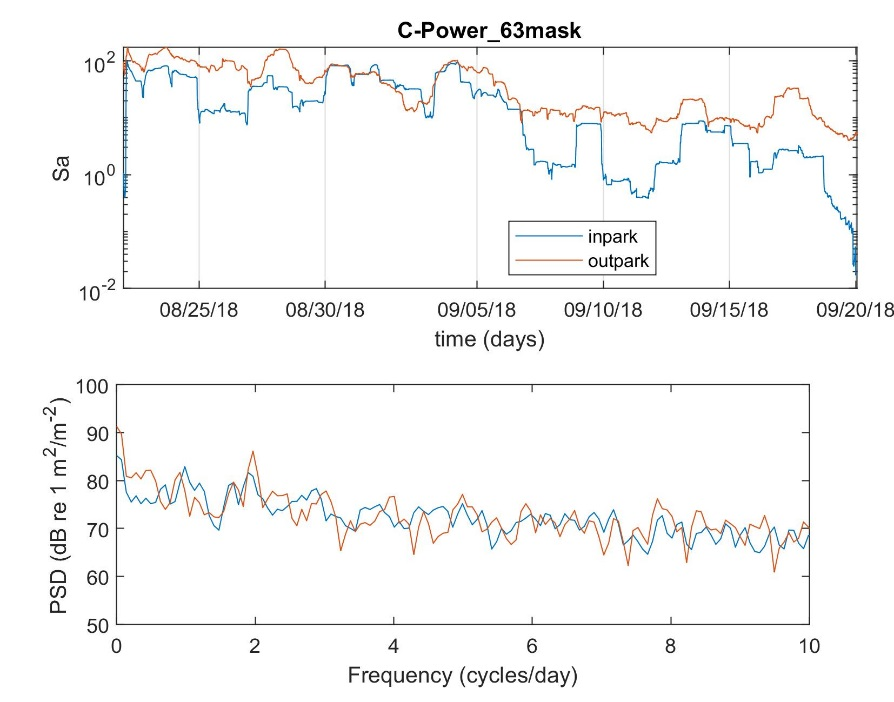 C-Power_63mask
10^2
10^0
10^-2
Sa
inpark
outpark
08/25/18 08/30/18 09/05/18 09/10/18 09/15/18 09/20/18
time (days)
100
90
80
70
60
50
PSD (dB re 1 m^2/m^-2)
0 2 4 6 8 10
Frequency (cycles/day)